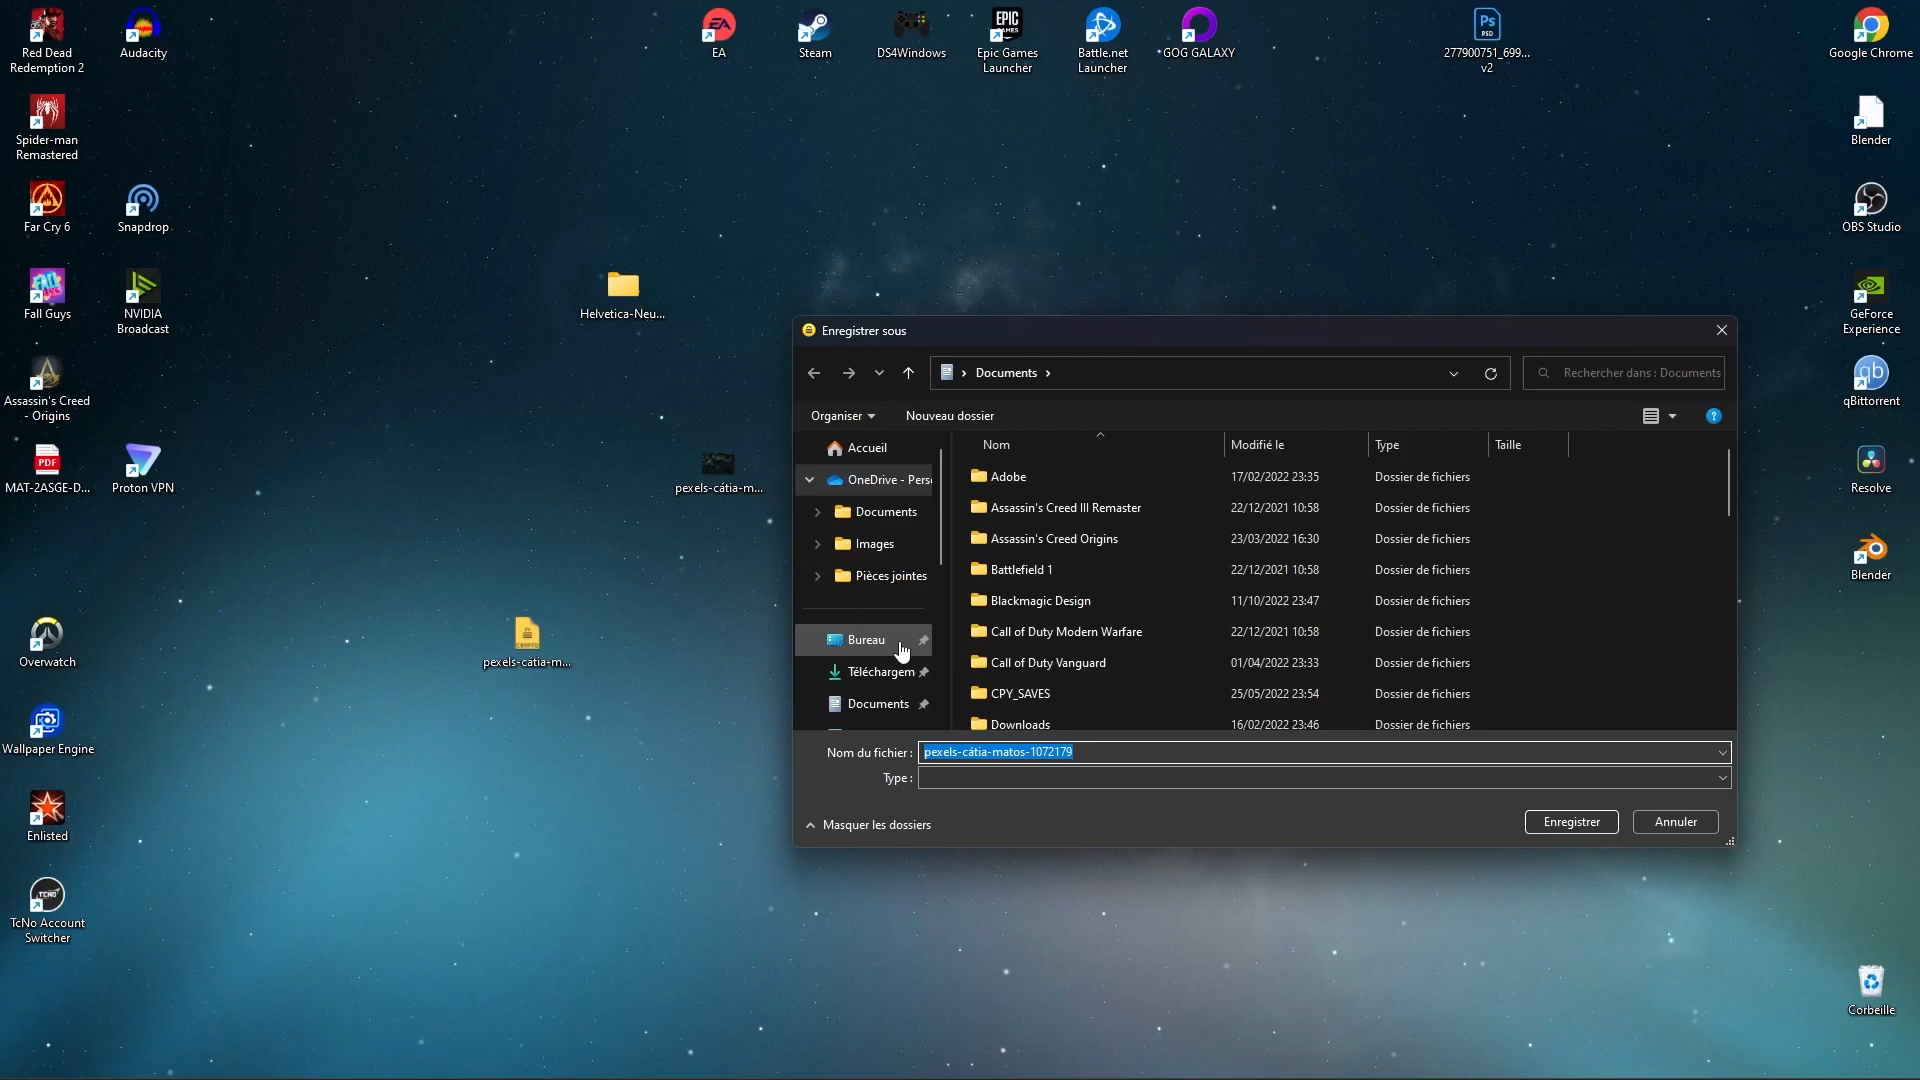 Red Dead
Redemption 2
Audacity
EA
Steam
DS4Windows
Epic Games
Launcher
Battle.net
Launcher
GOG GALAXY
277900751_699...
v2
Google Chrome
Spider-man
Remastered
Blender
Far Cry 6
Snapdrop
OBS Studio
Fall Guys
NVIDIA
Broadcast
Helvetica-Neu...
GeForce
Experience
Assassin's Creed
- Origins
qBittorrent
MAT-2ASGE-D...
Proton VPN
pexels-cátia-m...
Resolve
Blender
Overwatch
pexels-catia-m...
Wallpaper Engine
Enlisted
TcNo Account
Switcher
Corbeille
Enregistrer sous
Documents
Rechercher dans : Documents
Organiser
Nouveau dossier
Accueil
OneDrive - Pers
Documents
Images
Pièces jointes
Bureau
Téléchargem
Documents
Nom Modifié le Type Taille
Adobe 17/02/2022 23:35 Dossier de fichiers
Assassin's Creed III Remaster 22/12/2021 10:58 Dossier de fichiers
Assassin's Creed Origins 23/03/2022 16:30 Dossier de fichiers
Battlefield 1 22/12/2021 10:58 Dossier de fichiers
Blackmagic Design 11/10/2022 23:47 Dossier de fichiers
Call of Duty Modern Warfare 22/12/2021 10:58 Dossier de fichiers
Call of Duty Vanguard 01/04/2022 23:33 Dossier de fichiers
CPY_SAVES 25/05/2022 23:54 Dossier de fichiers
Downloads 16/02/2022 23:46 Dossier de fichiers
Nom du fichier : pexels-cátia-matos-1072179
Type :
Masquer les dossiers
Enregistrer
Annuler